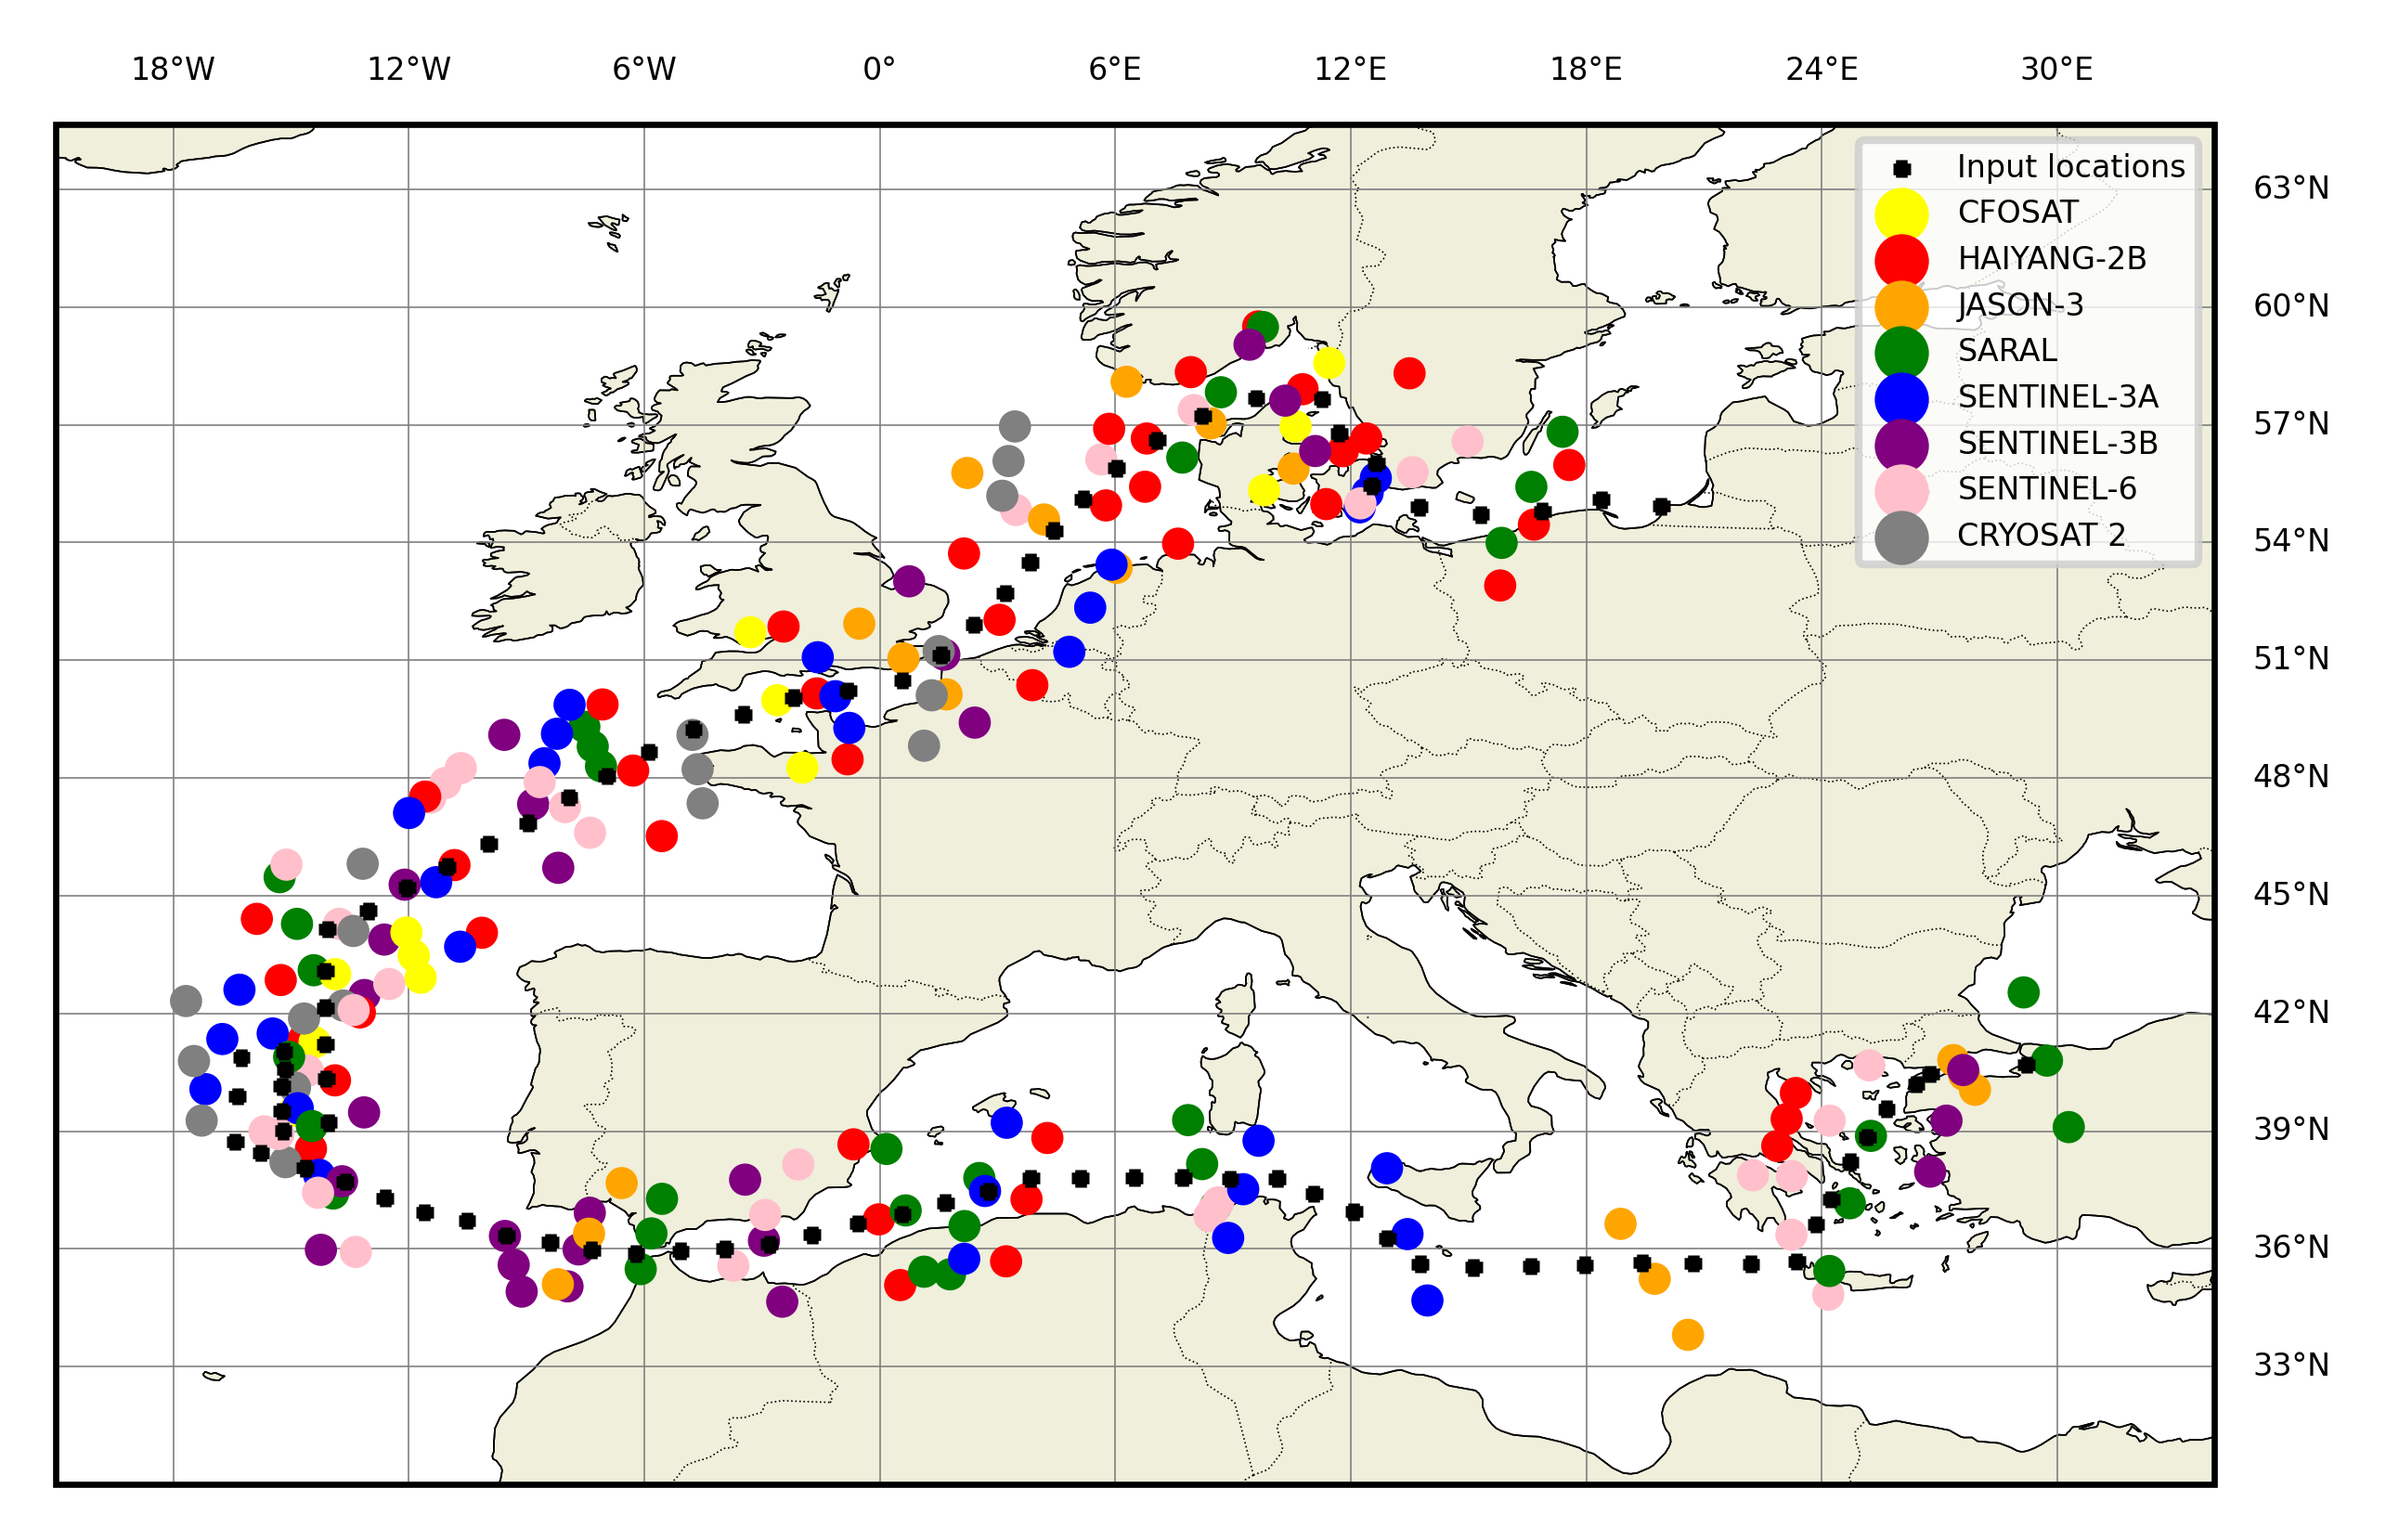 18°W 12°W 6°W 0° 6°E 12°E 18°E 24°E 30°E
Input locations
CFOSAT
HAIYANG-2B
JASON-3
SARAL
SENTINEL-3A
SENTINEL-3B
SENTINEL-6
CRYOSAT 2
63°N
60°N
57°N
54°N
51°N
48°N
45°N
42°N
39°N
36°N
33°N